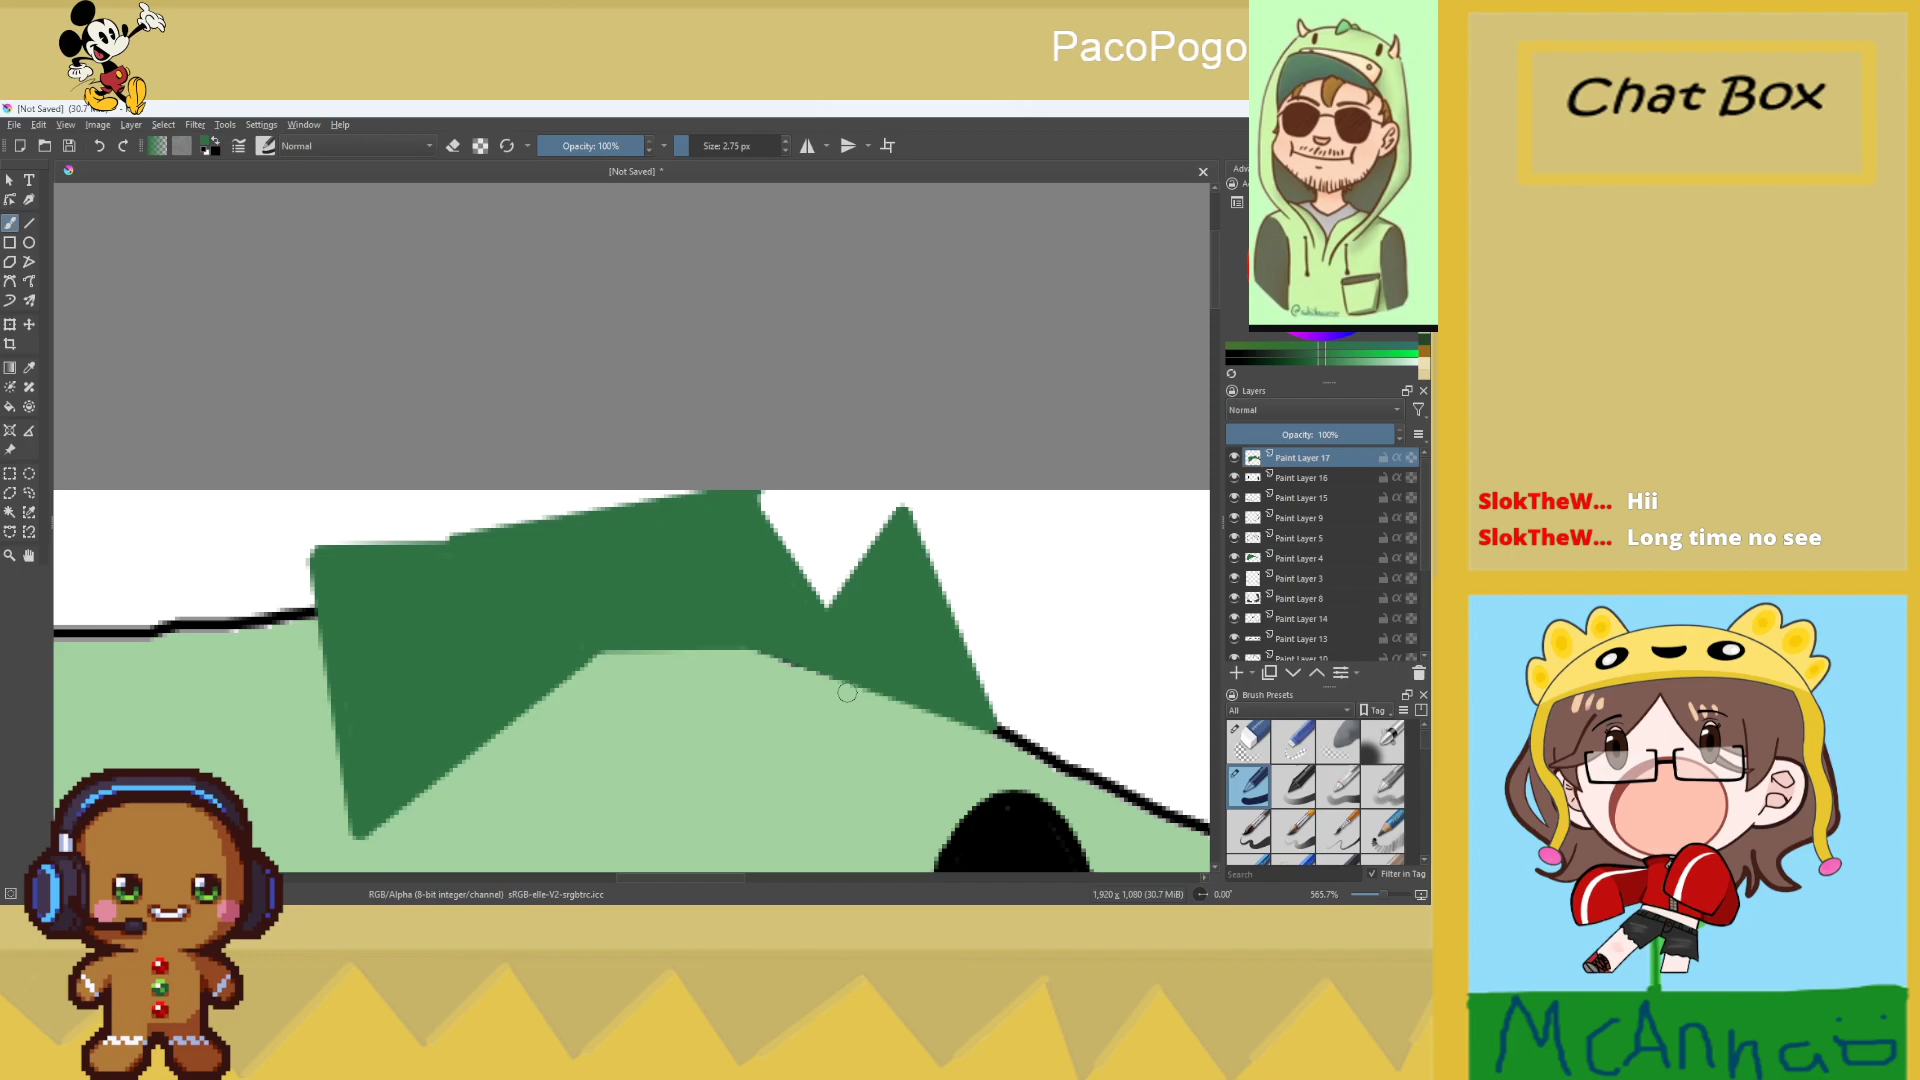 PacoPogo
Chat Box
[Not Saved] (30.7
File Edit View Image Layer Select Filter Tools Settings Window Help
Normal
Opacity: 100%
Size: 2.75 px
[Not Saved] *
Layers
Normal
Opacity: 100%
Paint Layer 17
Paint Layer 16
Paint Layer 15
Paint Layer 9
Paint Layer 5
Paint Layer 4
Paint Layer 3
Paint Layer 8
Paint Layer 14
Paint Layer 13
Paint Layer 10
Brush Presets
All
Tag
Search
Filter in Tag
RGB/Alpha (8-bit integer/channel) sRGB-elle-V2-srgbtrc.icc
1,920 x 1,080 (30.7 MiB)
0.00°
565.7%
SlokTheW... Hii
SlokTheW... Long time no see
McAnna